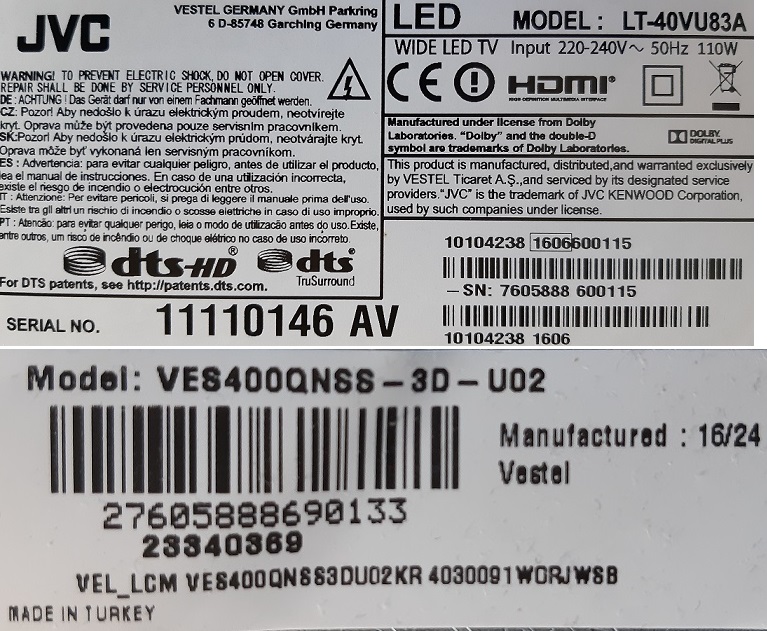 JVC
VESTEL GERMANY GmbH Parkring
6 D-85748 Garching Germany
WARNING! TO PREVENT ELECTRIC SHOCK, DO NOT OPEN COVER.
REPAIR SHALL BE DONE BY SERVICE PERSONNEL ONLY.
DE : ACHTUNG ! Das Gerät darf nur von einem Fachmann geöffnet werden.
CZ: Pozor! Aby nedošlo k úrazu elektrickým proudem, neotvírejte
kryt. Oprava může být provedena pouze servisním pracovníkem.
SK:Pozor! Aby nedošlo k úrazu elektrickým prúdom, neotvárajte kryt.
Oprava môže byť vykonaná len servisným pracovníkom.
ES : Advertencia: para evitar cualquier peligro, antes de utilizar el producto,
lea el manual de instrucciones. En caso de una utilización incorrecta,
existe el riesgo de incendio o electrocución entre otros.
IT : Attenzione: Per evitare pericoli, si prega di leggere il manuale prima dell'uso.
Esiste tra gli altri un rischio di incendio o scosse elettriche in caso di uso improprio.
PT : Atencão: para evitar qualquer perigo, leia o modo de utilizacão antes do uso.Existe,
entre outros, um risco de incêndio ou de choque elétrico no caso de uso incorreto.
dts-HD® dts®
TruSurround
For DTS patents, see http://patents.dts.com.
SERIAL NO. 11110146 AV
LED MODEL : LT-40VU83A
WIDE LED TV Input 220-240V~ 50Hz 110W
CE HDMI®
HIGH-DEFINITION MULTIMEDIA INTERFACE
Manufactured under license from Dolby
Laboratories. “Dolby” and the double-D
symbol are trademarks of Dolby Laboratories.
DOLBY
DIGITAL PLUS
This product is manufactured, distributed,and warranted exclusively
by VESTEL Ticaret A.Ş.,and serviced by its designated service
providers."JVC" is the trademark of JVC KENWOOD Corporation,
used by such companies under license.
10104238 1606600115
– SN: 7605888 600115
10104238 1606
Model: VES400QNSS-3D-U02
Manufactured : 16/24
Vestel
27605888690133
23340369
VEL_LCM VES400QNSS3DU02KR 4030091WORJWSB
MADE IN TURKEY